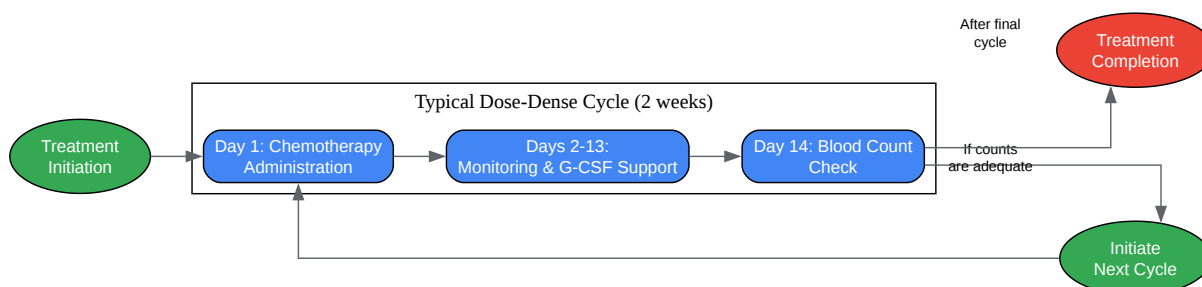 After final
cycle
Treatment
Completion
Typical Dose-Dense Cycle (2 weeks)
Treatment
Initiation
Day 1: Chemotherapy
Administration
Days 2-13:
Monitoring & G-CSF Support
Day 14: Blood Count
Check
If counts
are adequate
Initiate
Next Cycle